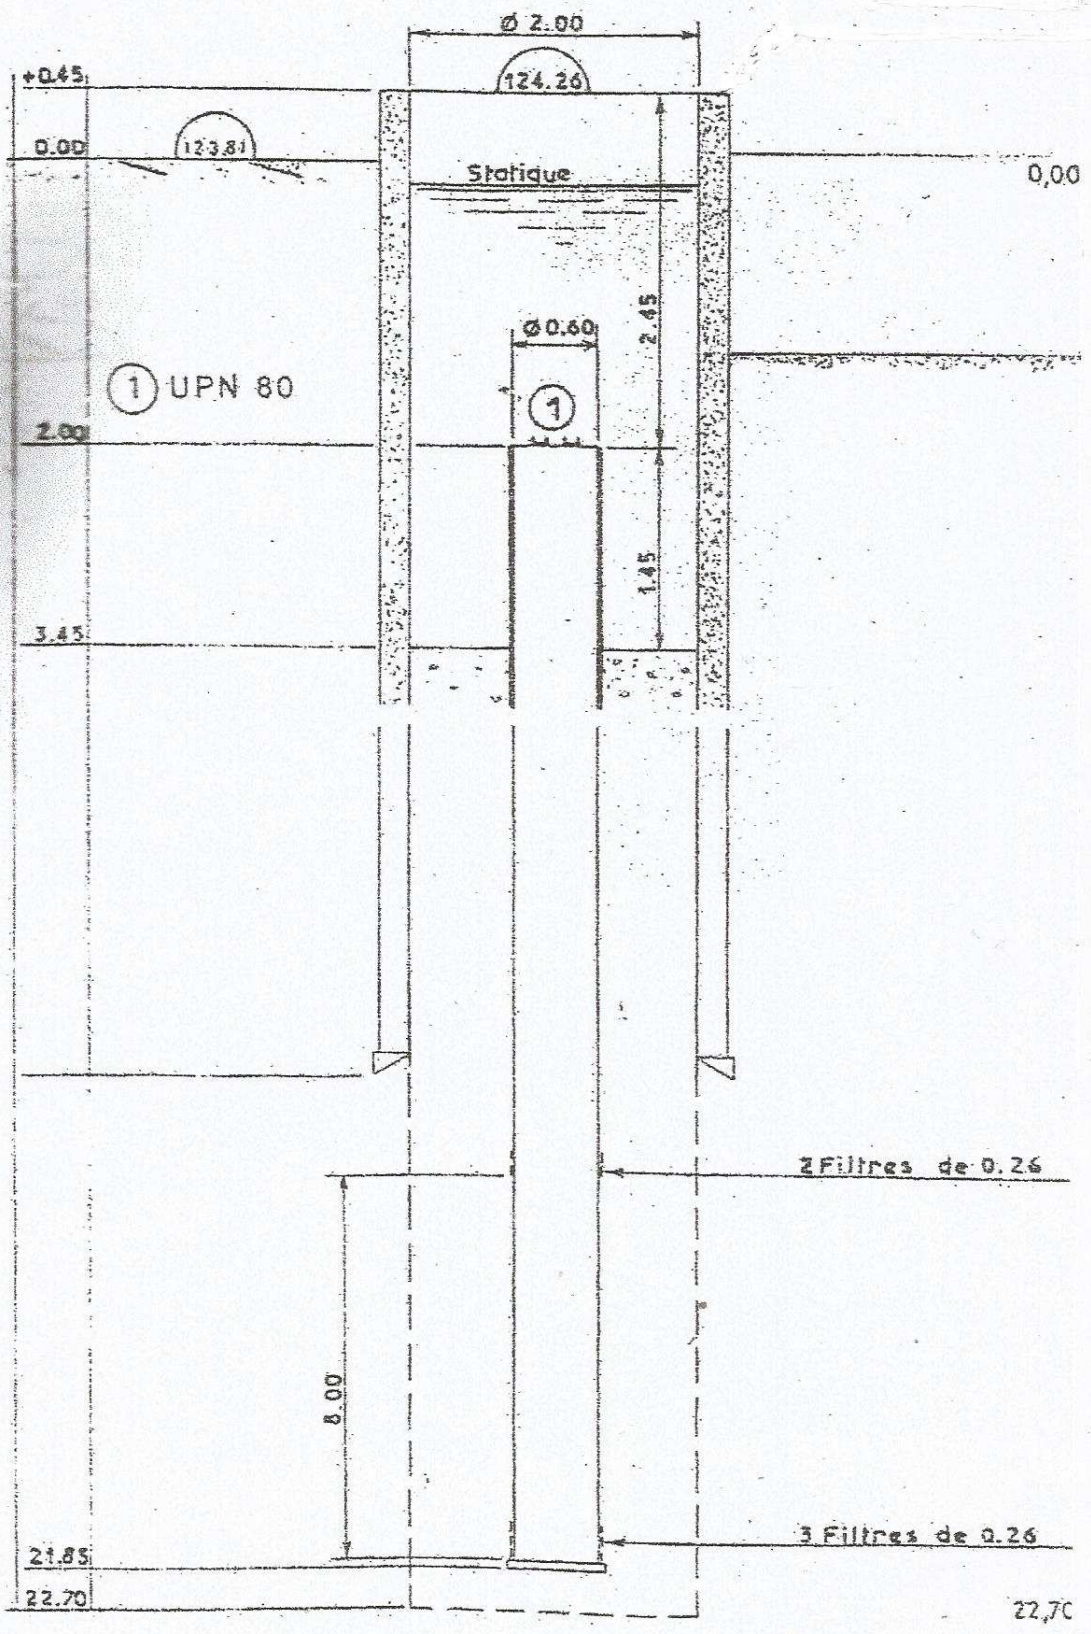 Ø 2.00
+0.45
124.26
0.00
123.81
Statique
0,00
2.45
Ø 0.60
1 UPN 80
1
2.00
1.45
3.45
2 Filtres de 0.26
8.00
3 Filtres de 0.26
21.85
22.70
22,70